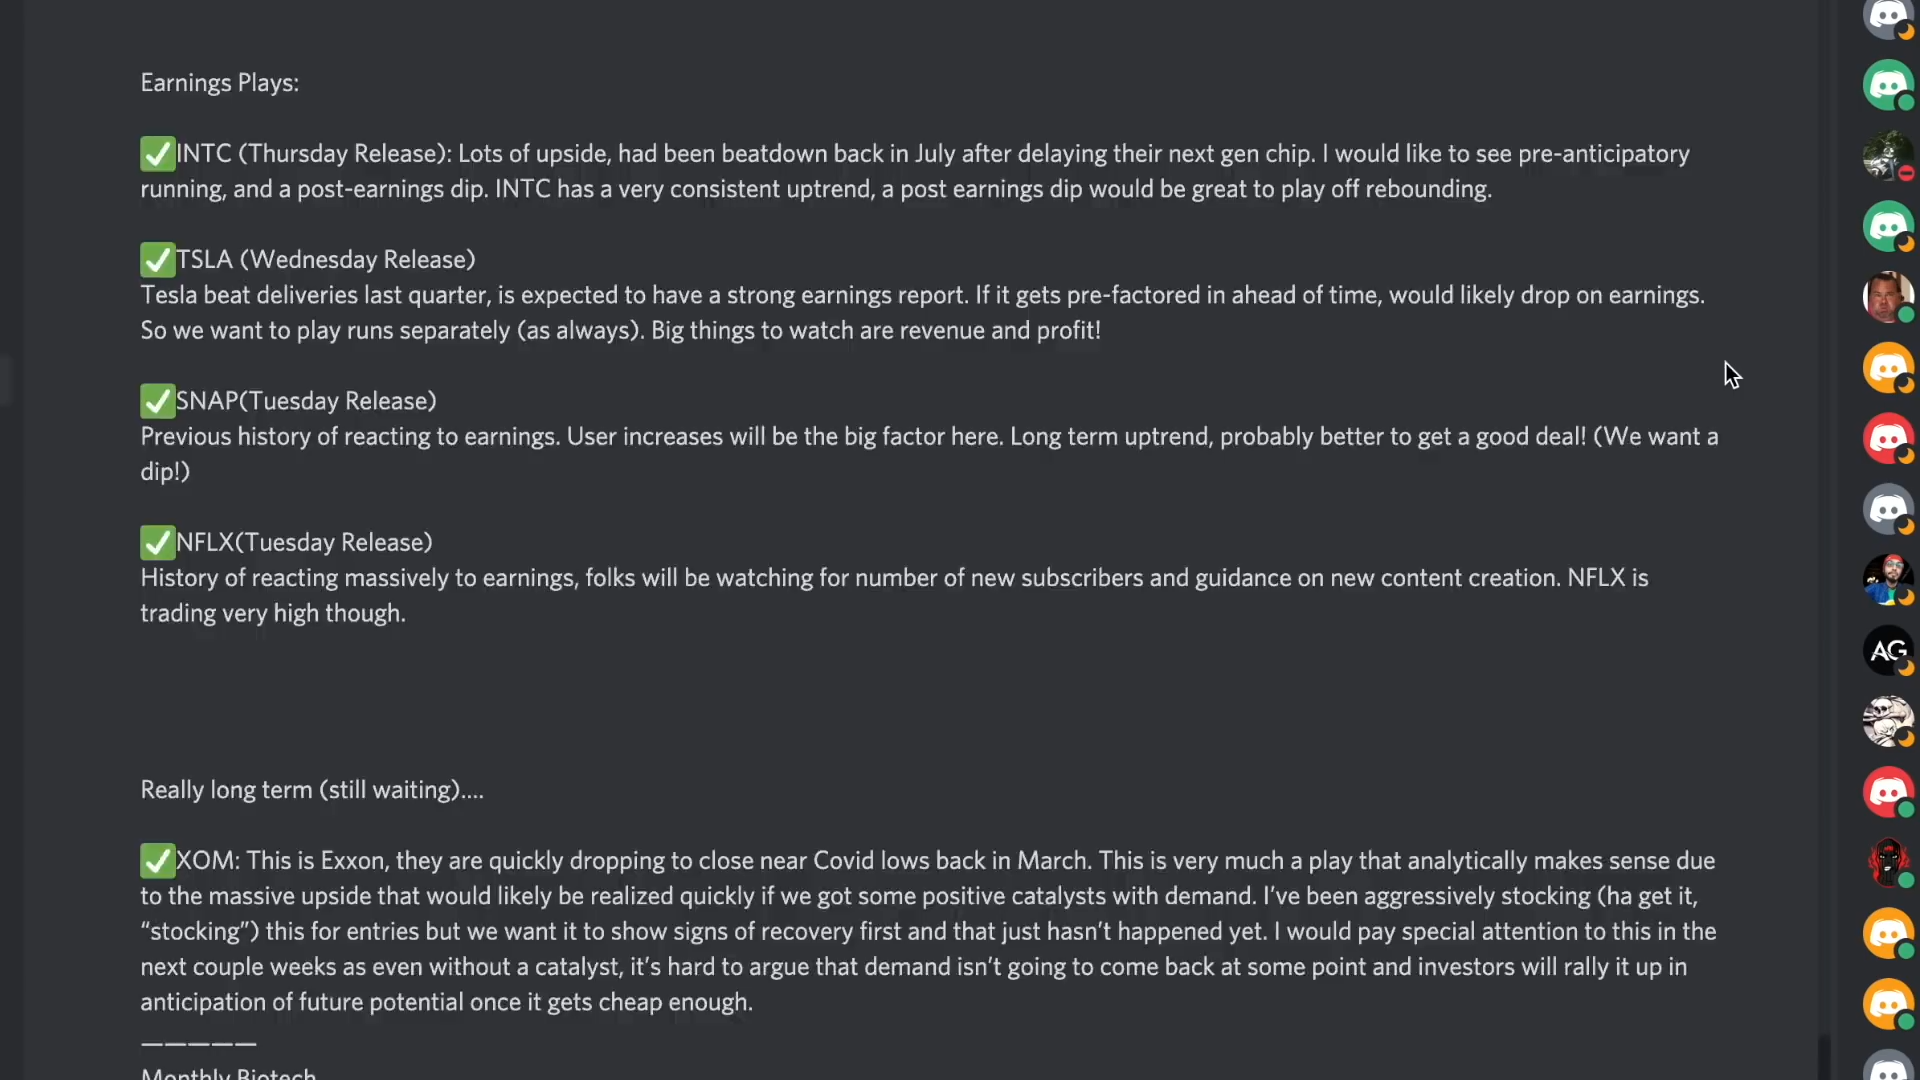 Earnings Plays:
✅INTC (Thursday Release): Lots of upside, had been beatdown back in July after delaying their next gen chip. I would like to see pre-anticipatory
running, and a post-earnings dip. INTC has a very consistent uptrend, a post earnings dip would be great to play off rebounding.
✅TSLA (Wednesday Release)
Tesla beat deliveries last quarter, is expected to have a strong earnings report. If it gets pre-factored in ahead of time, would likely drop on earnings.
So we want to play runs separately (as always). Big things to watch are revenue and profit!
✅SNAP(Tuesday Release)
Previous history of reacting to earnings. User increases will be the big factor here. Long term uptrend, probably better to get a good deal! (We want a
dip!)
✅NFLX(Tuesday Release)
History of reacting massively to earnings, folks will be watching for number of new subscribers and guidance on new content creation. NFLX is
trading very high though.
Really long term (still waiting)....
✅XOM: This is Exxon, they are quickly dropping to close near Covid lows back in March. This is very much a play that analytically makes sense due
to the massive upside that would likely be realized quickly if we got some positive catalysts with demand. I’ve been aggressively stocking (ha get it,
“stocking”) this for entries but we want it to show signs of recovery first and that just hasn’t happened yet. I would pay special attention to this in the
next couple weeks as even without a catalyst, it’s hard to argue that demand isn’t going to come back at some point and investors will rally it up in
anticipation of future potential once it gets cheap enough.
—————
Monthly Biotech
AG